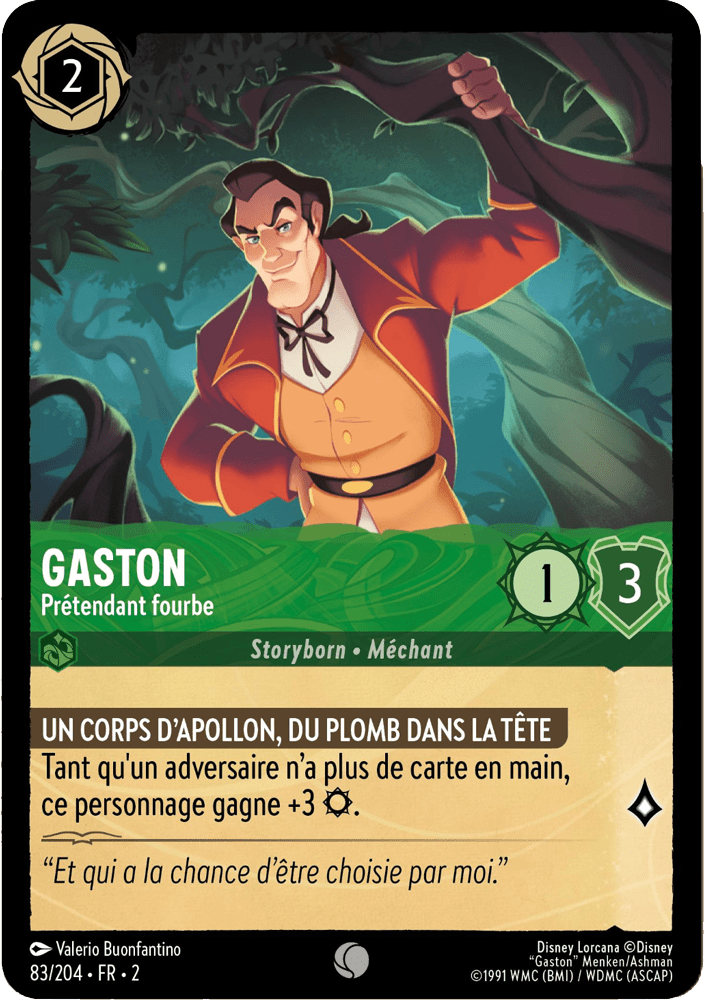 2
GASTON
Prétendant fourbe
1
3
Storyborn • Méchant
UN CORPS D’APOLLON, DU PLOMB DANS LA TÊTE
Tant qu'un adversaire n’a plus de carte en main,
ce personnage gagne +3 .
“Et qui a la chance d’être choisie par moi.”
Valerio Buonfantino
83/204 • FR • 2
Disney Lorcana ©Disney
“Gaston” Menken/Ashman
©1991 WMC (BMI) / WDMC (ASCAP)